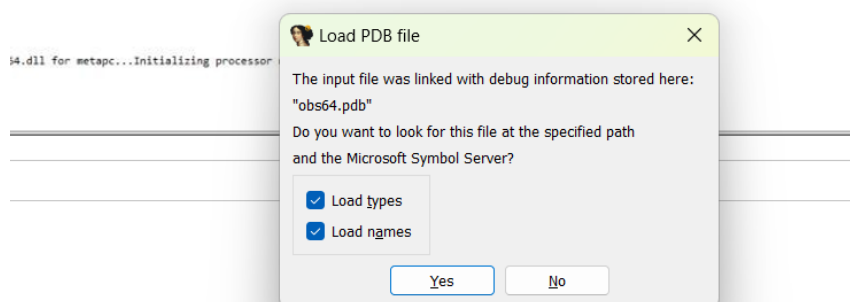 Load PDB file
64.dll for metapc...Initializing processor
The input file was linked with debug information stored here:
"obs64.pdb"
Do you want to look for this file at the specified path
and the Microsoft Symbol Server?
Load types
Load names
Yes
No